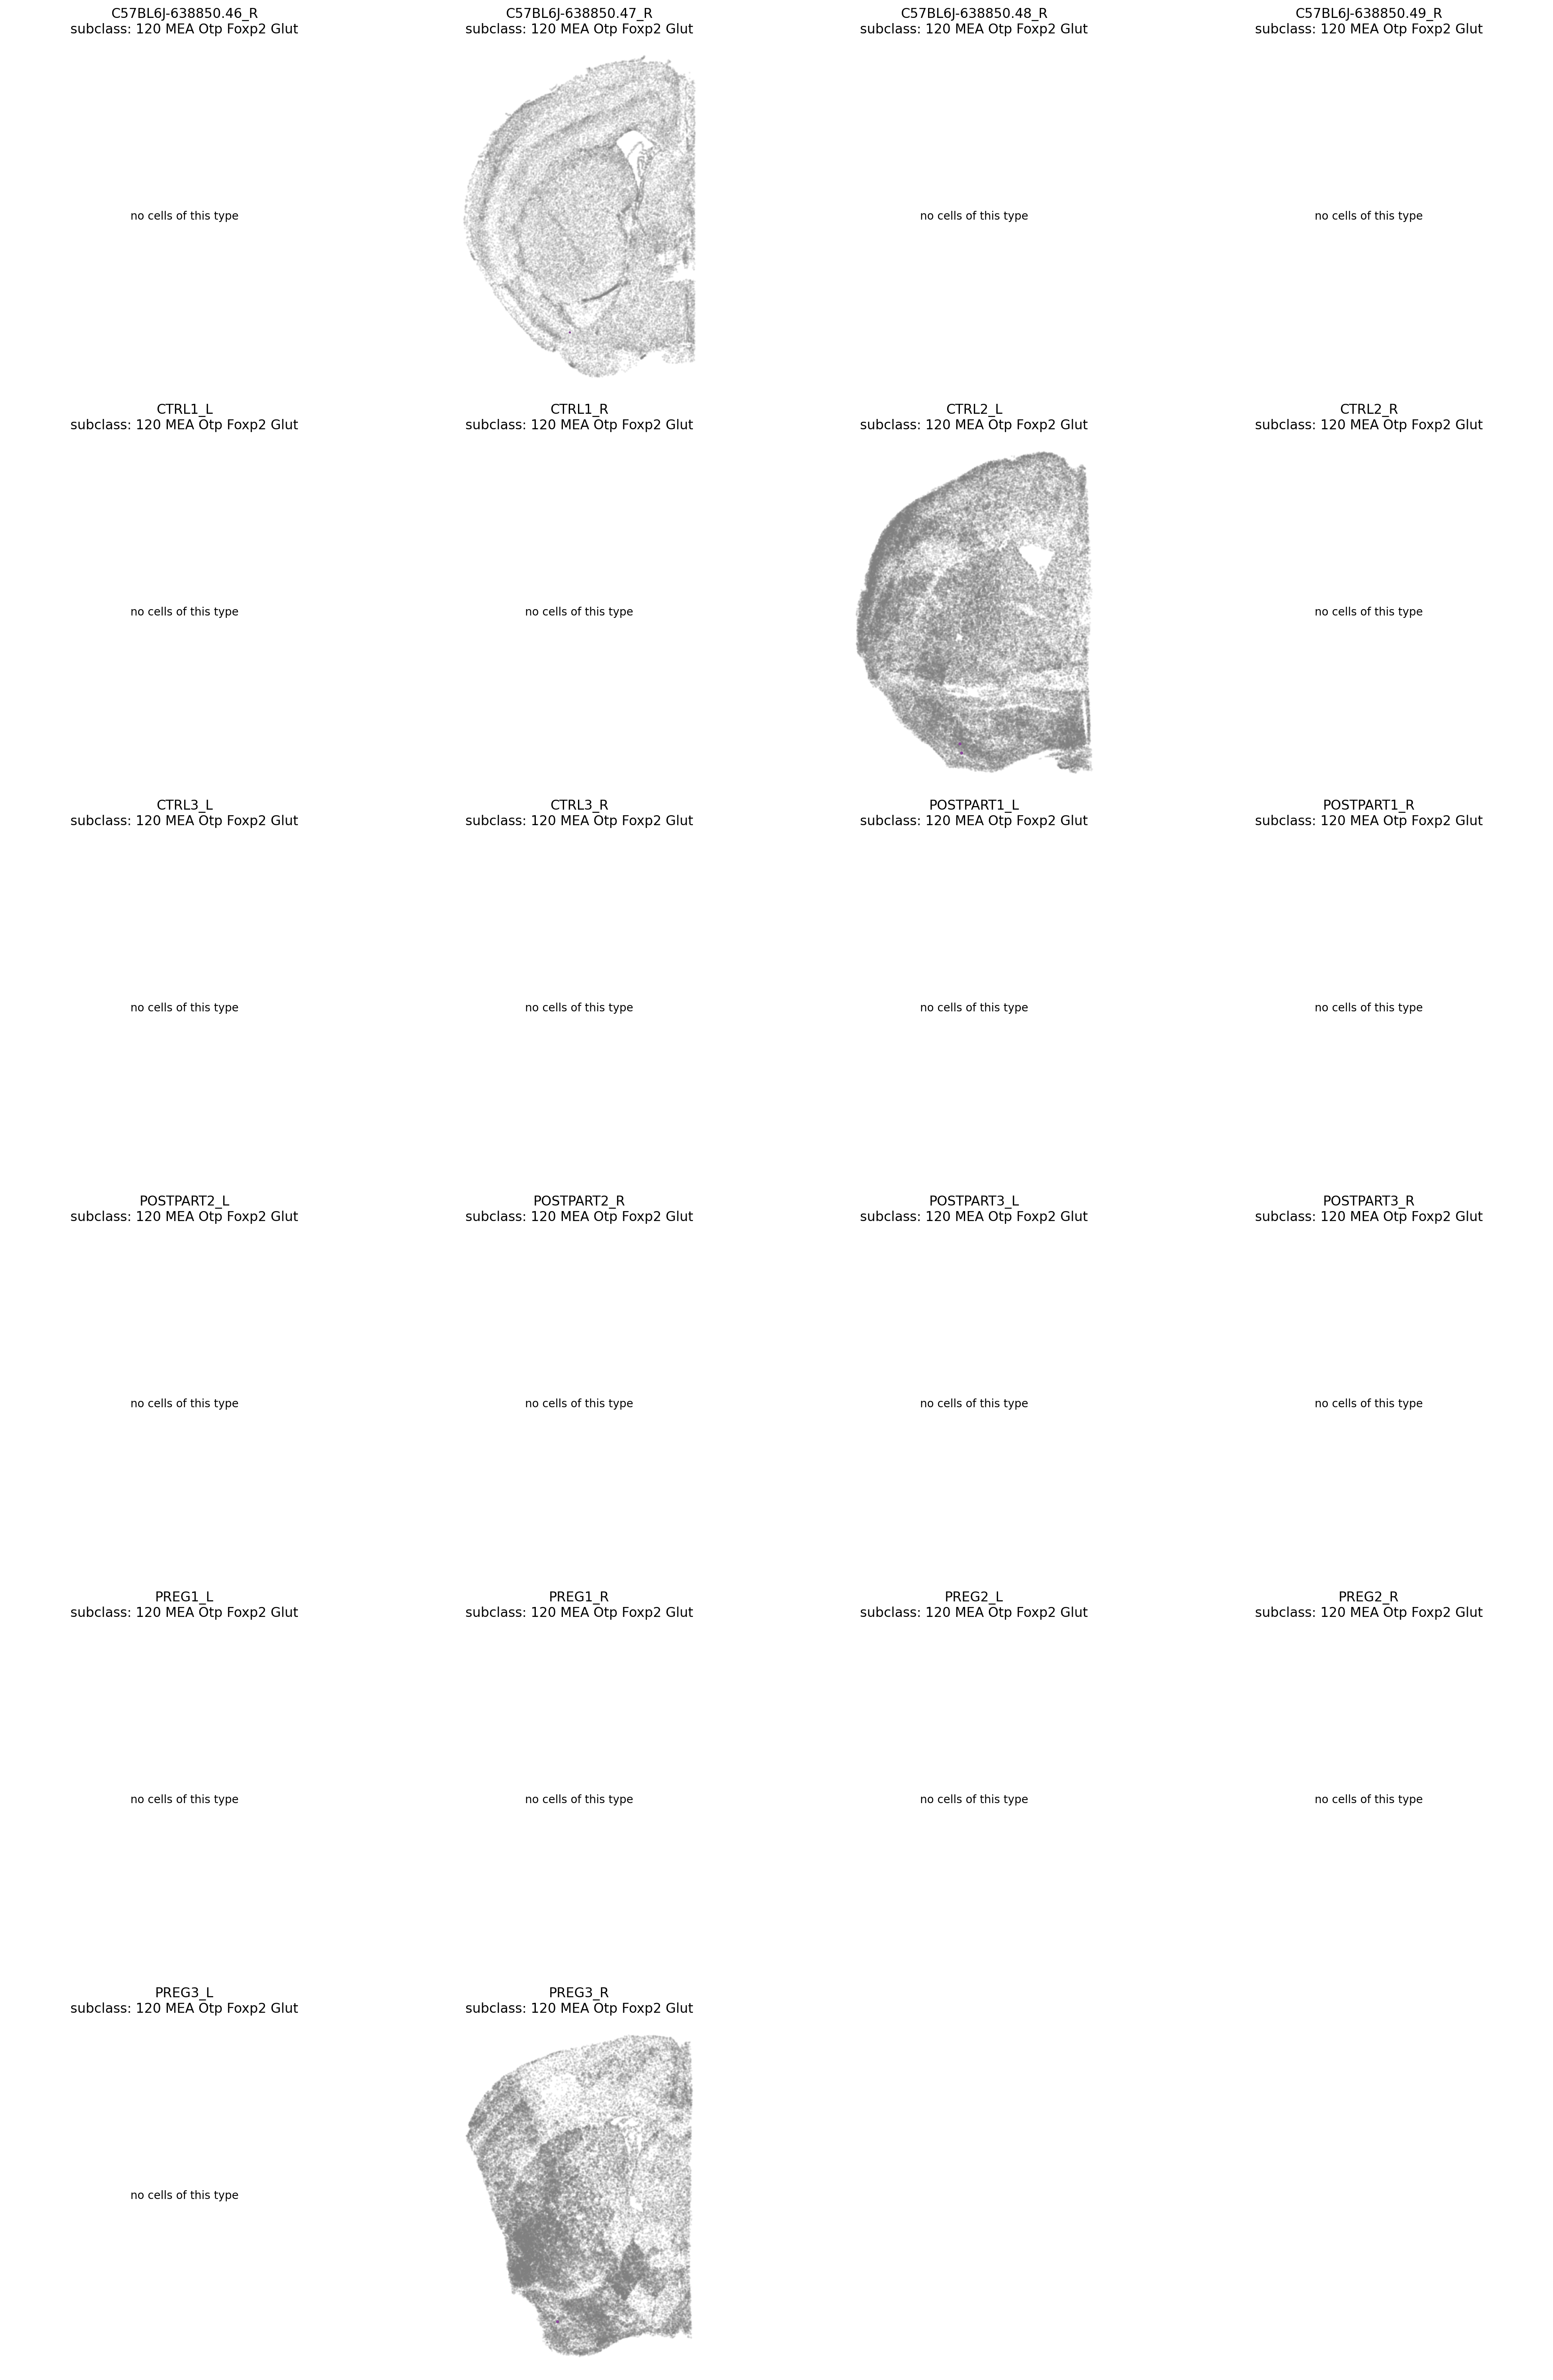 C57BL6J-638850.46_R
subclass: 120 MEA Otp Foxp2 Glut
C57BL6J-638850.47_R
subclass: 120 MEA Otp Foxp2 Glut
C57BL6J-638850.48_R
subclass: 120 MEA Otp Foxp2 Glut
C57BL6J-638850.49_R
subclass: 120 MEA Otp Foxp2 Glut
no cells of this type
no cells of this type
no cells of this type
CTRL1_L
subclass: 120 MEA Otp Foxp2 Glut
CTRL1_R
subclass: 120 MEA Otp Foxp2 Glut
CTRL2_L
subclass: 120 MEA Otp Foxp2 Glut
CTRL2_R
subclass: 120 MEA Otp Foxp2 Glut
no cells of this type
no cells of this type
no cells of this type
CTRL3_L
subclass: 120 MEA Otp Foxp2 Glut
CTRL3_R
subclass: 120 MEA Otp Foxp2 Glut
POSTPART1_L
subclass: 120 MEA Otp Foxp2 Glut
POSTPART1_R
subclass: 120 MEA Otp Foxp2 Glut
no cells of this type
no cells of this type
no cells of this type
no cells of this type
POSTPART2_L
subclass: 120 MEA Otp Foxp2 Glut
POSTPART2_R
subclass: 120 MEA Otp Foxp2 Glut
POSTPART3_L
subclass: 120 MEA Otp Foxp2 Glut
POSTPART3_R
subclass: 120 MEA Otp Foxp2 Glut
no cells of this type
no cells of this type
no cells of this type
no cells of this type
PREG1_L
subclass: 120 MEA Otp Foxp2 Glut
PREG1_R
subclass: 120 MEA Otp Foxp2 Glut
PREG2_L
subclass: 120 MEA Otp Foxp2 Glut
PREG2_R
subclass: 120 MEA Otp Foxp2 Glut
no cells of this type
no cells of this type
no cells of this type
no cells of this type
PREG3_L
subclass: 120 MEA Otp Foxp2 Glut
PREG3_R
subclass: 120 MEA Otp Foxp2 Glut
no cells of this type